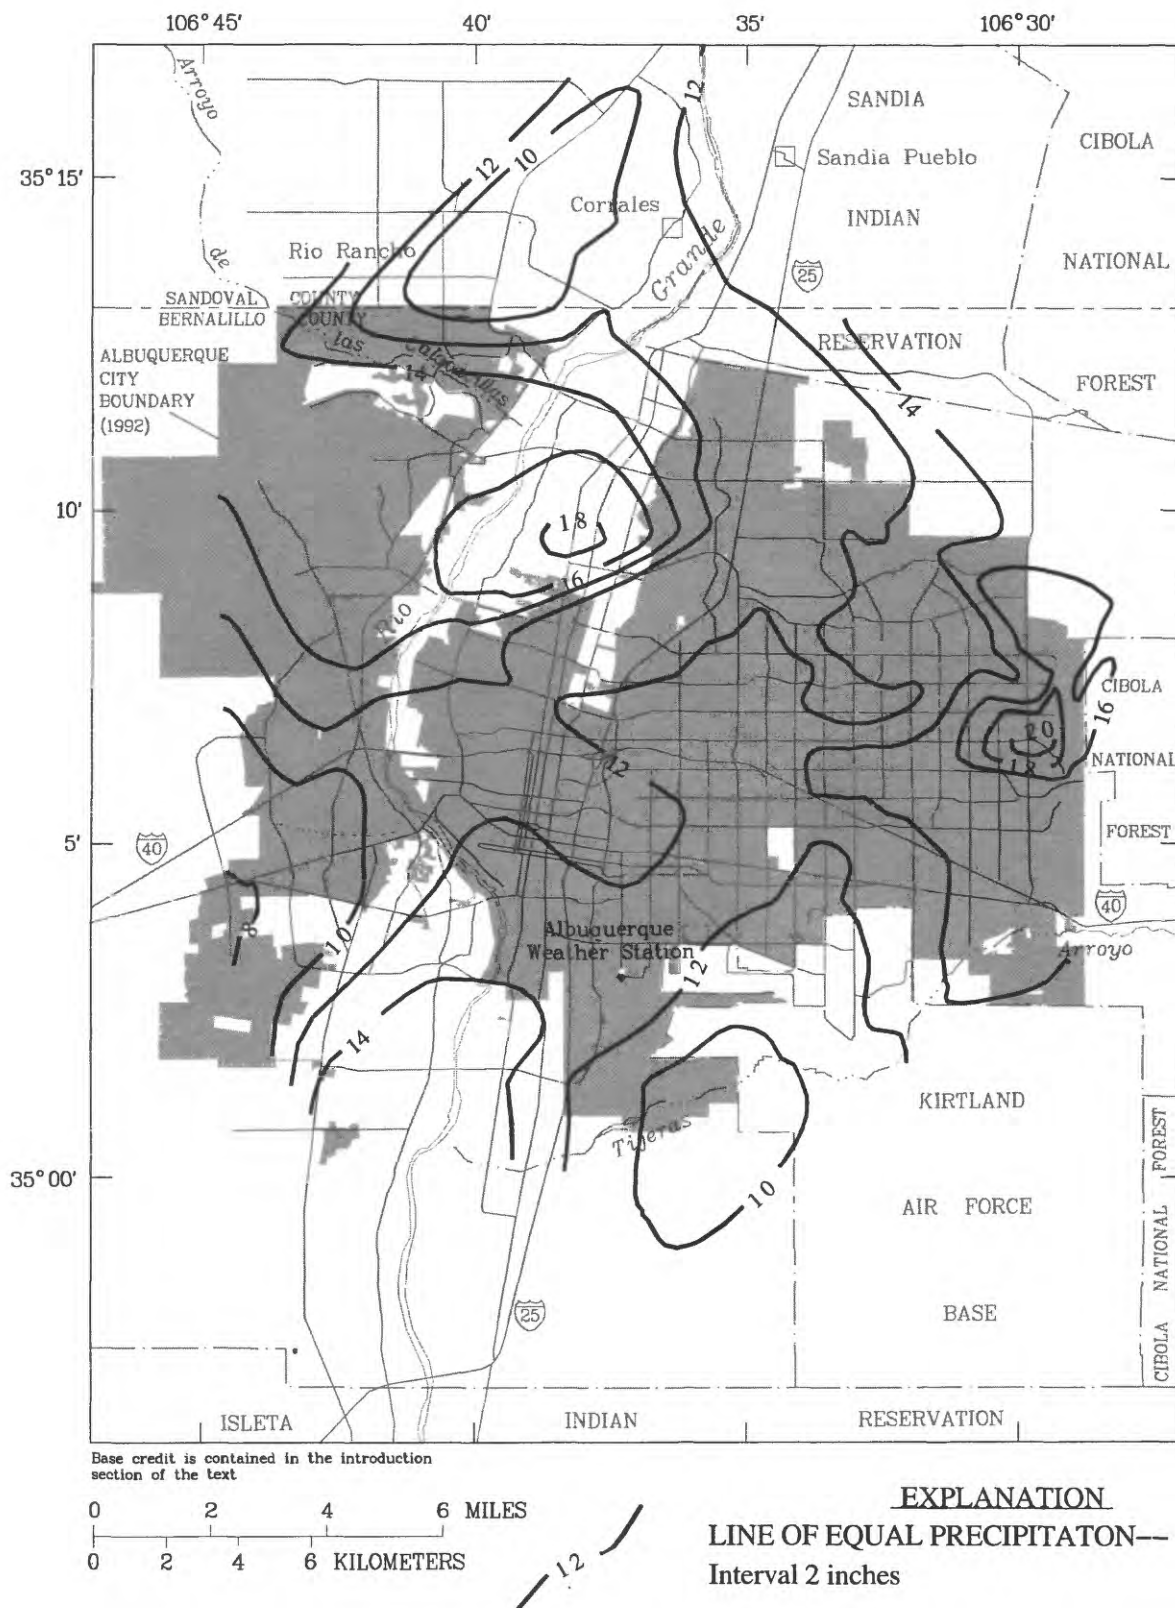 106°45' 40' 35' 106°30'
Arroyo
de
las
Calabacillas
12
10
12
SANDIA
CIBOLA
35°15'
Sandia Pueblo
Corrales
INDIAN
Rio Rancho
Grande
25
NATIONAL
SANDOVAL COUNTY
BERNALILLO COUNTY
RESERVATION
ALBUQUERQUE
CITY
BOUNDARY
(1992)
14
FOREST
14
10'
18
16
Rio
CIBOLA
16
20
18
NATIONAL
12
5'
40
FOREST
8
10
Albuquerque
Weather Station
12
40
Arroyo
14
KIRTLAND
Tijeras
35°00'
10
AIR FORCE
25
BASE
CIBOLA NATIONAL FOREST
ISLETA INDIAN RESERVATION
Base credit is contained in the introduction
section of the text
0 2 4 6 MILES
0 2 4 6 KILOMETERS
12
EXPLANATION
LINE OF EQUAL PRECIPITATON--
Interval 2 inches